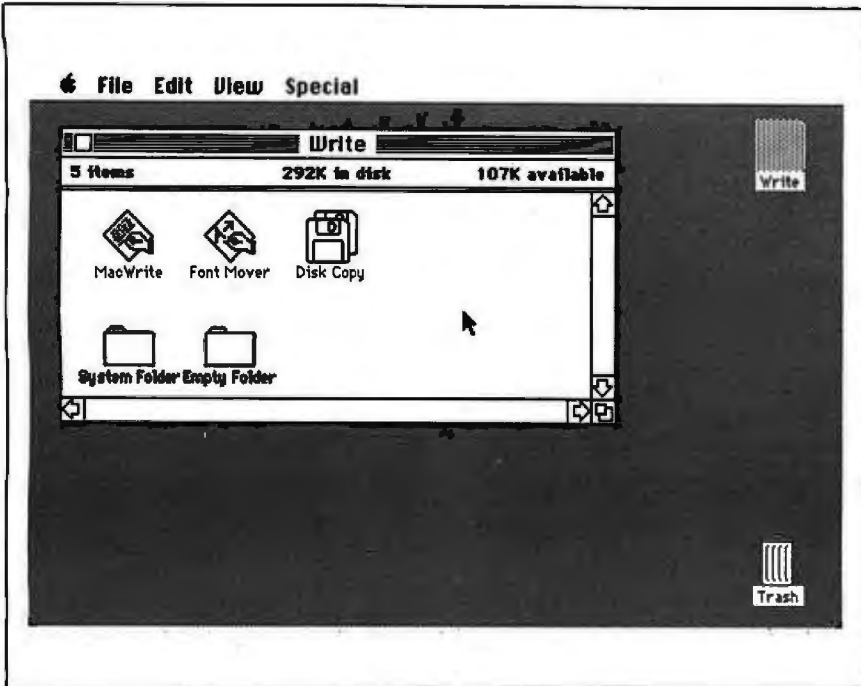 File Edit View Special
Write
5 items 292K in disk 107K available
Write
MacWrite Font Mover Disk Copy
System Folder Empty Folder
Trash